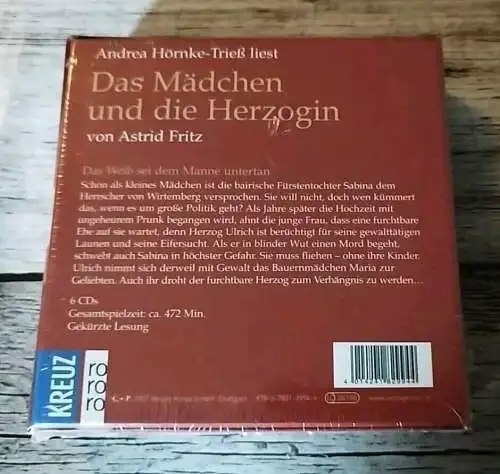 Andrea Hörnke-Trieß liest
Das Mädchen
und die Herzogin
von Astrid Fritz
Das Weib sei dem Manne untertan
Schon als kleines Mädchen ist die bairische Fürstentochter Sabina dem
Herrscher von Wirtemberg versprochen. Sie will nicht, doch wen kümmert
das, wenn es um große Politik geht? Als Jahre später die Hochzeit mit
ungeheurem Prunk begangen wird, ahnt die junge Frau, dass eine furchtbare
Ehe auf sie wartet, denn Herzog Ulrich ist berüchtigt für seine gewalttätigen
Launen und seine Eifersucht. Als er in blinder Wut einen Mord begeht,
schwebt auch Sabina in höchster Gefahr. Sie muss fliehen – ohne ihre Kinder.
Ulrich nimmt sich derweil mit Gewalt das Bauernmädchen Maria zur
Geliebten. Auch ihr droht der furchtbare Herzog zum Verhängnis zu werden…
6 CDs
Gesamtspielzeit: ca. 472 Min.
Gekürzte Lesung
KREUZ
ro
ro
ro
C + P